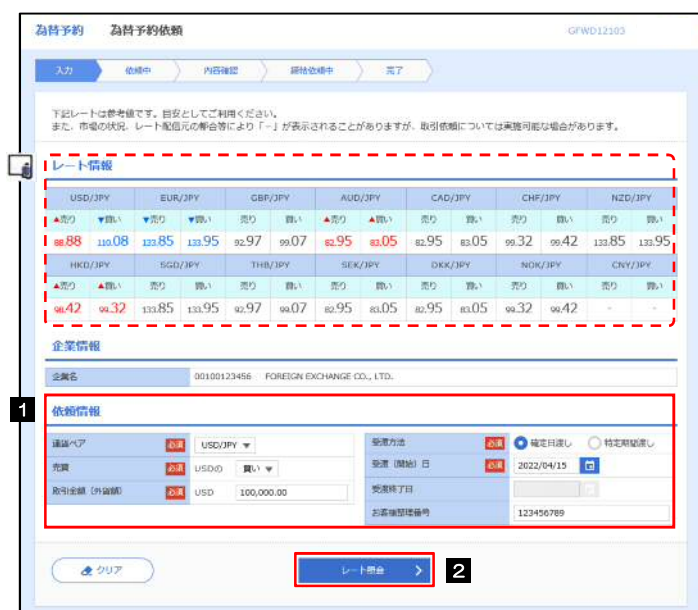 為替予約 為替予約依頼 GFWD12103
入力 依頼中 内容確認 締結依頼中 完了
下記レートは参考値です。目安としてご利用ください。
また、市場の状況、レート配信元の都合等により「-」が表示されることがありますが、取引依頼については実施可能な場合があります。
レート情報
USD/JPY EUR/JPY GBP/JPY AUD/JPY CAD/JPY CHF/JPY NZD/JPY
▲売り ▼買い ▼売り ▼買い 売り 買い ▲売り ▲買い 売り 買い 売り 買い 売り 買い
88.88 110.08 133.85 133.95 92.97 99.07 82.95 83.05 82.95 83.05 99.32 99.42 133.85 133.95
HKD/JPY SGD/JPY THB/JPY SEK/JPY DKK/JPY NOK/JPY CNY/JPY
▲売り ▲買い 売り 買い 売り 買い 売り 買い 売り 買い 売り 買い 売り 買い
98.42 99.32 133.85 133.95 92.97 99.07 82.95 83.05 82.95 83.05 99.32 99.42 - -
企業情報
企業名 00100123456 FOREIGN EXCHANGE CO., LTD.
1
依頼情報
通貨ペア 必須 USD/JPY 受渡方法 必須 確定日渡し 特定期間渡し
売買 必須 USDの 買い 受渡(開始)日 必須 2022/04/15
取引金額(外貨額) 必須 USD 100,000.00 受渡終了日
お客様整理番号 123456789
クリア レート照会 2